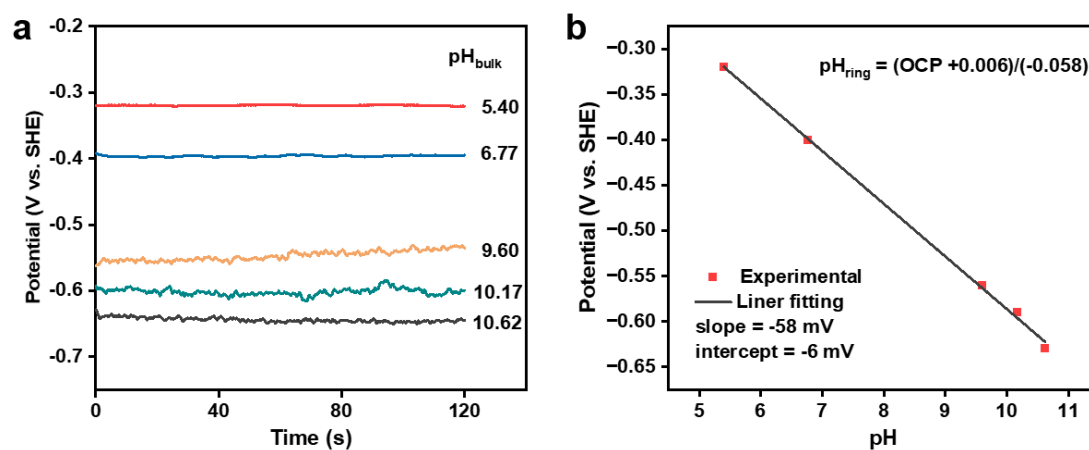 a
-0.2
-0.3
-0.4
-0.5
-0.6
-0.7
Potential (V vs. SHE)
pHbulk
5.40
6.77
9.60
10.17
10.62
0 40 80 120
Time (s)
b
−0.30
−0.35
−0.40
−0.45
−0.50
−0.55
−0.60
−0.65
Potential (V vs. SHE)
pHring = (OCP +0.006)/(-0.058)
Experimental
Liner fitting
slope = -58 mV
intercept = -6 mV
5 6 7 8 9 10 11
pH